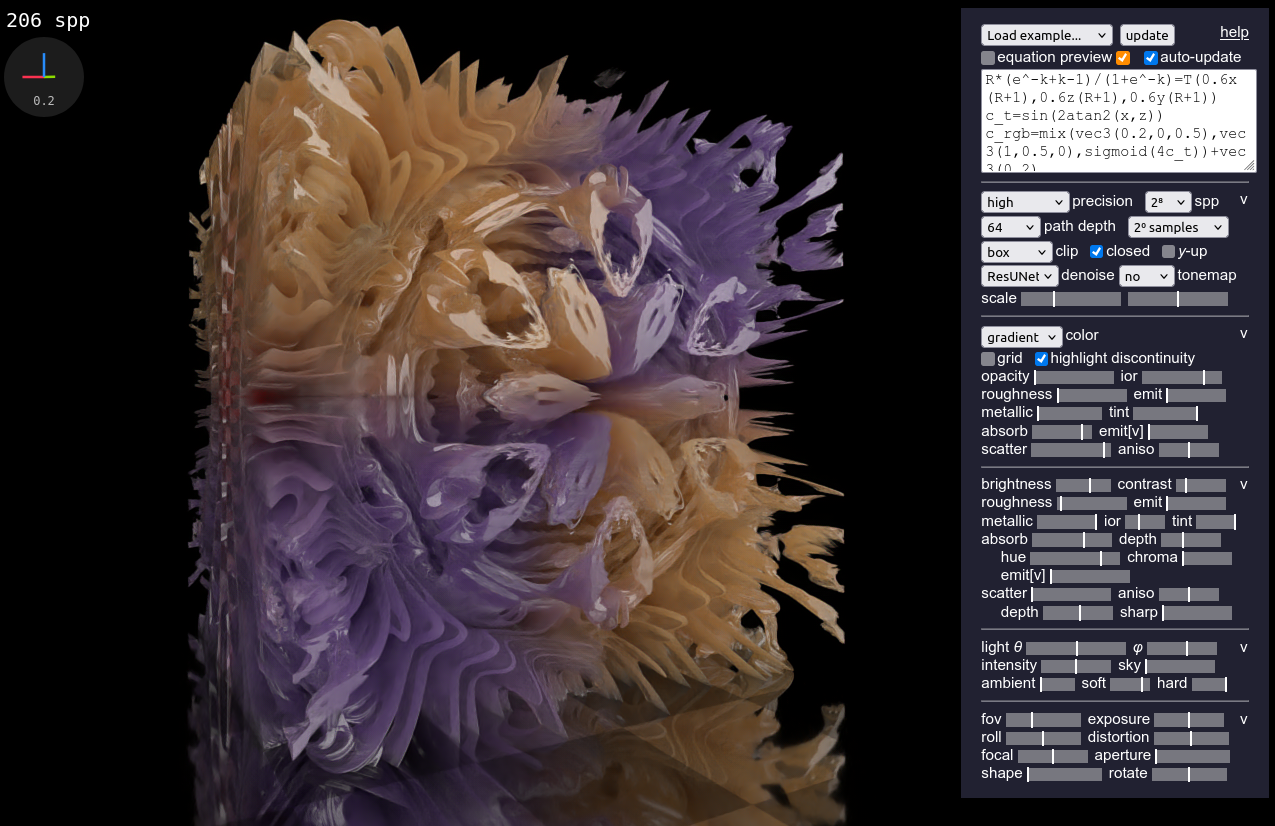 206 spp
0.2
Load example... update help
equation preview auto-update
R*(e^-k+k-1)/(1+e^-k)=T(0.6x
(R+1),0.6z(R+1),0.6y(R+1))
c_t=sin(2atan2(x,z))
c_rgb=mix(vec3(0.2,0,0.5),vec
3(1,0.5,0),sigmoid(4c_t))+vec
3(0.2)
high precision 2⁸ spp v
64 path depth 2⁰ samples
box clip closed y-up
ResUNet denoise no tonemap
scale
gradient color v
grid highlight discontinuity
opacity ior
roughness emit
metallic tint
absorb emit[v]
scatter aniso
brightness contrast v
roughness emit
metallic ior tint
absorb depth
hue chroma
emit[v]
scatter aniso
depth sharp
light θ φ v
intensity sky
ambient soft hard
fov exposure v
roll distortion
focal aperture
shape rotate